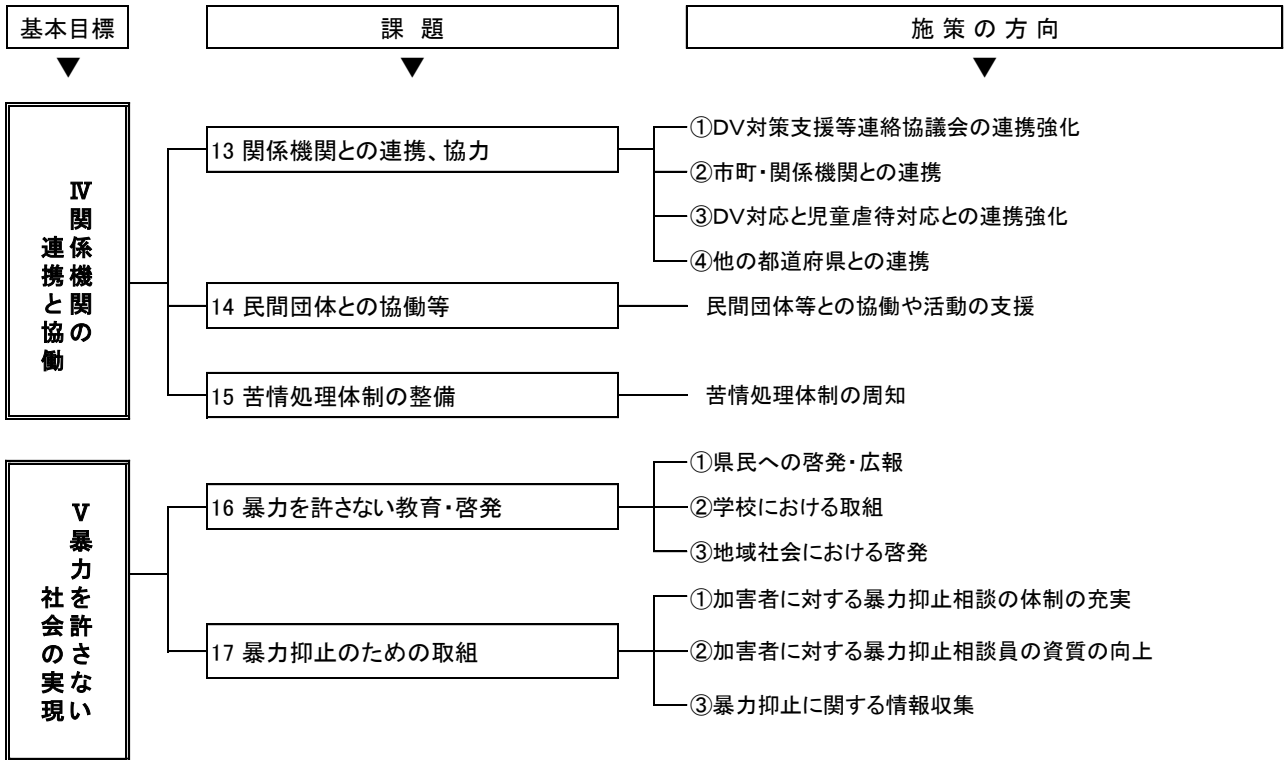 基本目標
課 題
施 策 の 方 向
▼
▼
▼
Ⅳ関係機関の
連携と協働
13 関係機関との連携、協力
①DV対策支援等連絡協議会の連携強化
②市町・関係機関との連携
③DV対応と児童虐待対応との連携強化
④他の都道府県との連携
14 民間団体との協働等
民間団体等との協働や活動の支援
15 苦情処理体制の整備
苦情処理体制の周知
Ⅴ暴力を許さない
社会の実現
16 暴力を許さない教育・啓発
①県民への啓発・広報
②学校における取組
③地域社会における啓発
17 暴力抑止のための取組
①加害者に対する暴力抑止相談の体制の充実
②加害者に対する暴力抑止相談員の資質の向上
③暴力抑止に関する情報収集